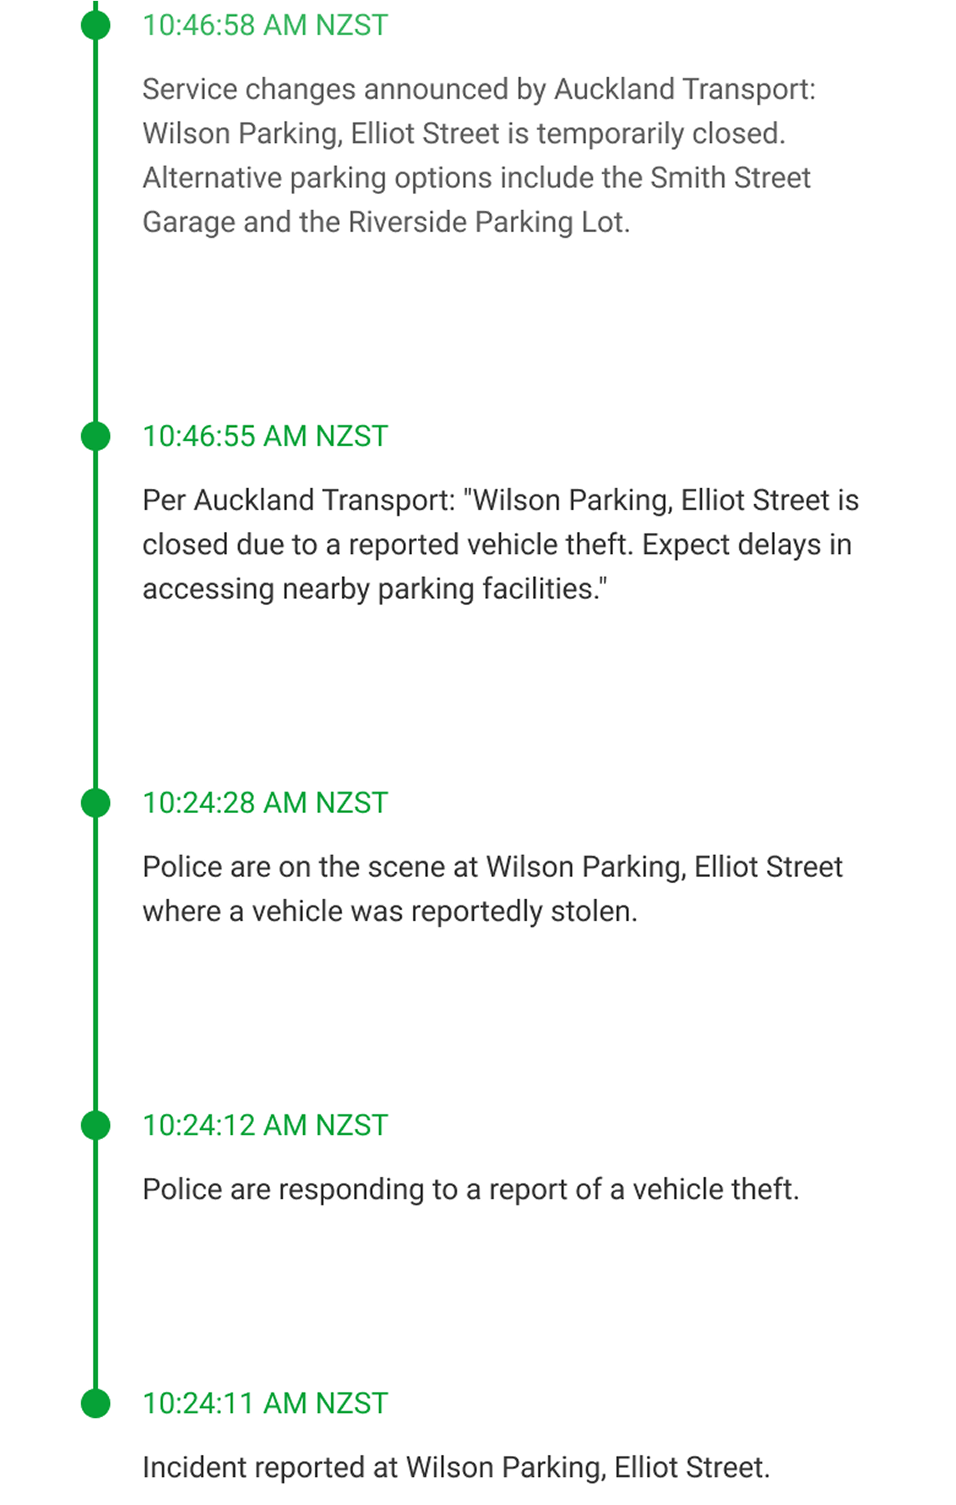 10:46:58 AM NZST
Service changes announced by Auckland Transport:
Wilson Parking, Elliot Street is temporarily closed.
Alternative parking options include the Smith Street
Garage and the Riverside Parking Lot.
10:46:55 AM NZST
Per Auckland Transport: "Wilson Parking, Elliot Street is
closed due to a reported vehicle theft. Expect delays in
accessing nearby parking facilities."
10:24:28 AM NZST
Police are on the scene at Wilson Parking, Elliot Street
where a vehicle was reportedly stolen.
10:24:12 AM NZST
Police are responding to a report of a vehicle theft.
10:24:11 AM NZST
Incident reported at Wilson Parking, Elliot Street.